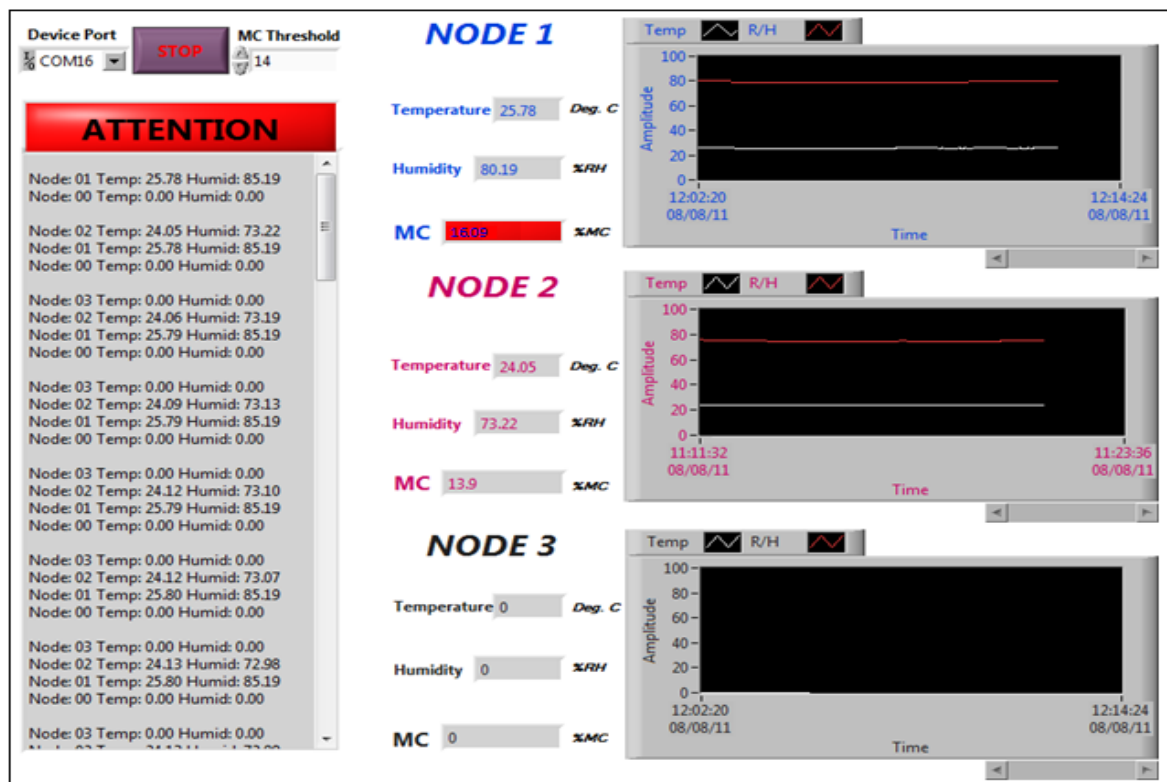 Device Port
COM16
STOP
MC Threshold
14
ATTENTION
Node: 01 Temp: 25.78 Humid: 85.19
Node: 00 Temp: 0.00 Humid: 0.00
Node: 02 Temp: 24.05 Humid: 73.22
Node: 01 Temp: 25.78 Humid: 85.19
Node: 00 Temp: 0.00 Humid: 0.00
Node: 03 Temp: 0.00 Humid: 0.00
Node: 02 Temp: 24.06 Humid: 73.19
Node: 01 Temp: 25.79 Humid: 85.19
Node: 00 Temp: 0.00 Humid: 0.00
Node: 03 Temp: 0.00 Humid: 0.00
Node: 02 Temp: 24.09 Humid: 73.13
Node: 01 Temp: 25.79 Humid: 85.19
Node: 00 Temp: 0.00 Humid: 0.00
Node: 03 Temp: 0.00 Humid: 0.00
Node: 02 Temp: 24.12 Humid: 73.10
Node: 01 Temp: 25.79 Humid: 85.19
Node: 00 Temp: 0.00 Humid: 0.00
Node: 03 Temp: 0.00 Humid: 0.00
Node: 02 Temp: 24.12 Humid: 73.07
Node: 01 Temp: 25.80 Humid: 85.19
Node: 00 Temp: 0.00 Humid: 0.00
Node: 03 Temp: 0.00 Humid: 0.00
Node: 02 Temp: 24.13 Humid: 72.98
Node: 01 Temp: 25.80 Humid: 85.19
Node: 00 Temp: 0.00 Humid: 0.00
Node: 03 Temp: 0.00 Humid: 0.00
NODE 1
Temperature 25.78 Deg. C
Humidity 80.19 %RH
MC 16.09 %MC
Temp R/H
Amplitude
100
80
60
40
20
0
12:02:20 12:14:24
08/08/11 08/08/11
Time
NODE 2
Temperature 24.05 Deg. C
Humidity 73.22 %RH
MC 13.9 %MC
Temp R/H
Amplitude
100
80
60
40
20
0
11:11:32 11:23:36
08/08/11 08/08/11
Time
NODE 3
Temperature 0 Deg. C
Humidity 0 %RH
MC 0 %MC
Temp R/H
Amplitude
100
80
60
40
20
0
12:02:20 12:14:24
08/08/11 08/08/11
Time